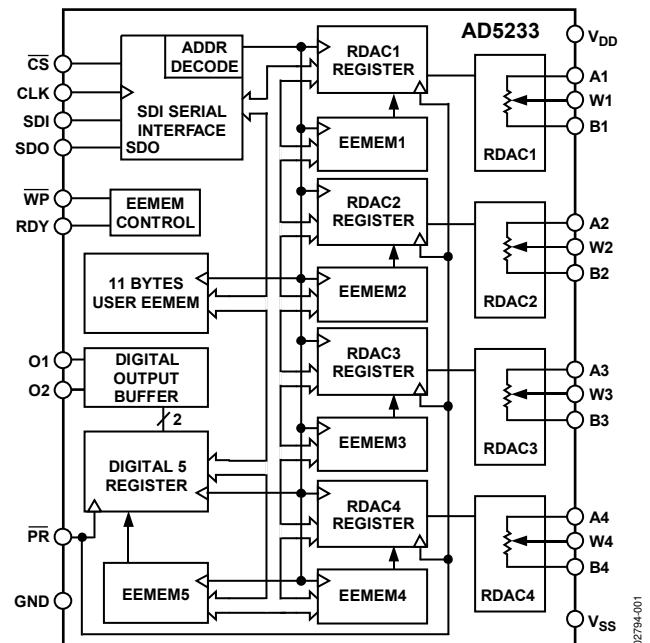 AD5233
CS
CLK
SDI
SDO
ADDR
DECODE
SDI SERIAL
INTERFACE
SDO
WP
RDY
EEMEM
CONTROL
11 BYTES
USER EEMEM
O1
O2
DIGITAL
OUTPUT
BUFFER
2
DIGITAL 5
REGISTER
PR
GND
EEMEM5
RDAC1
REGISTER
EEMEM1
RDAC2
REGISTER
EEMEM2
RDAC3
REGISTER
EEMEM3
RDAC4
REGISTER
EEMEM4
RDAC1
RDAC2
RDAC3
RDAC4
VDD
A1
W1
B1
A2
W2
B2
A3
W3
B3
A4
W4
B4
VSS
02794-001